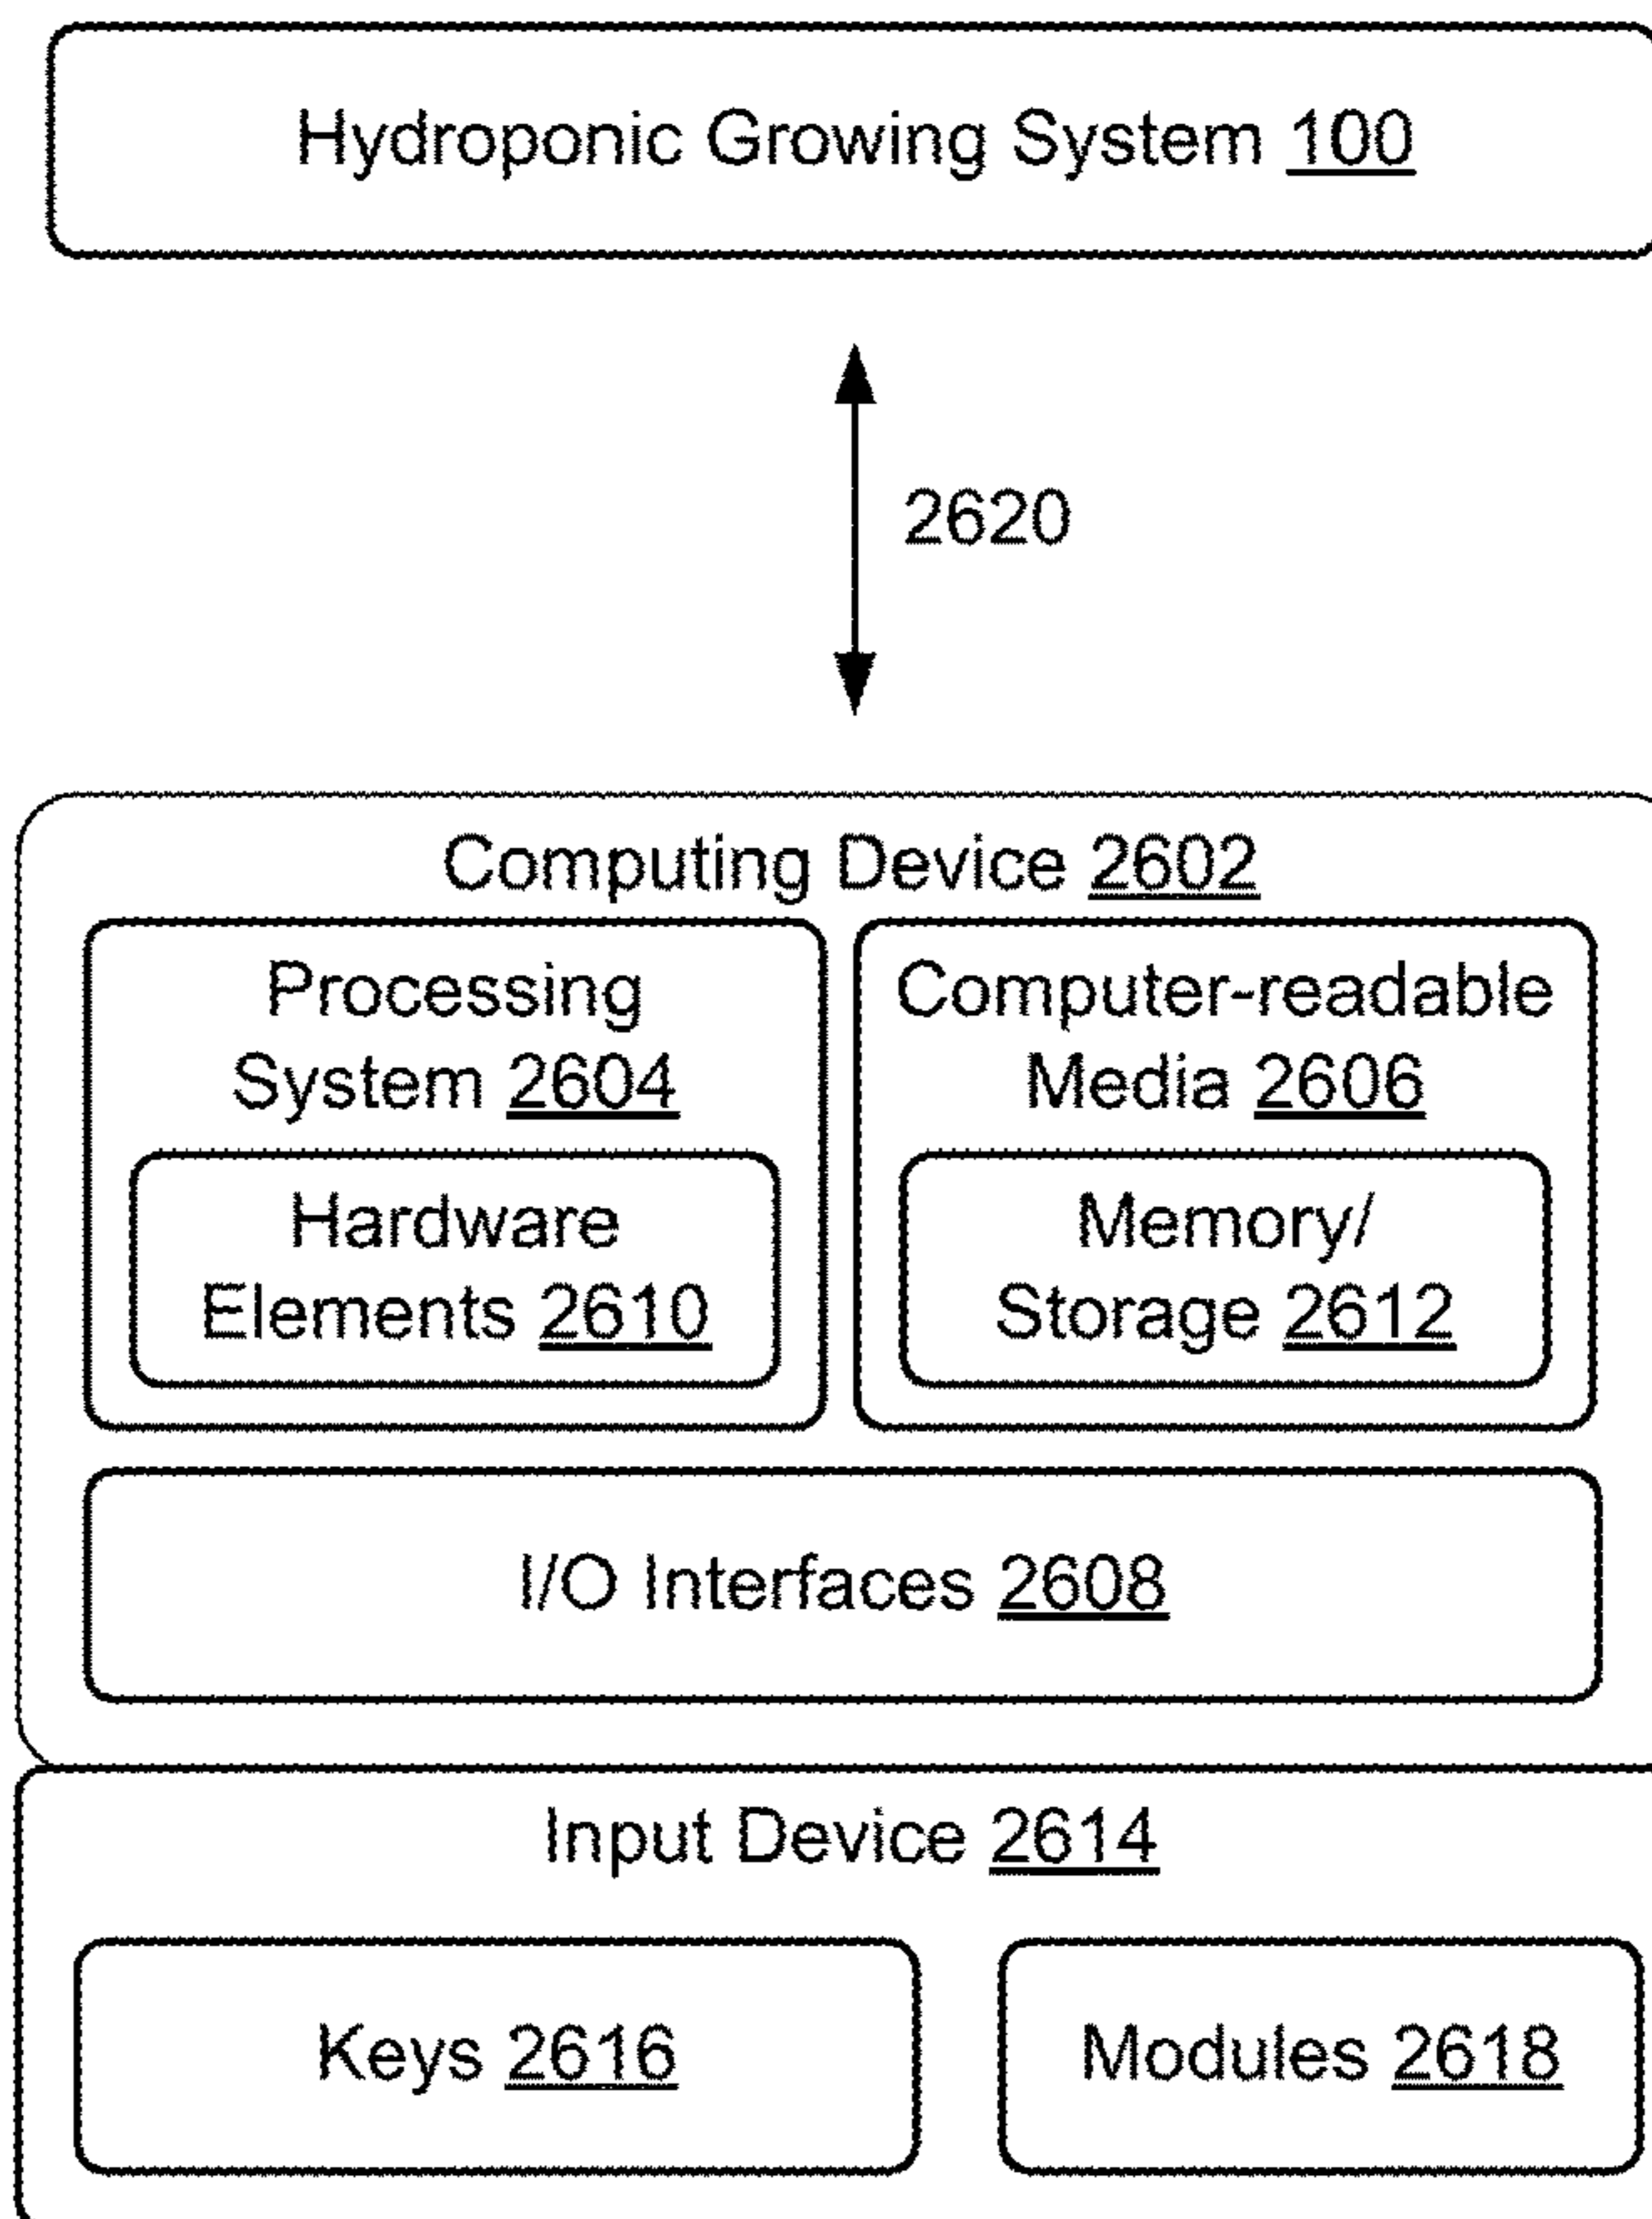 Hydroponic Growing System 100
2620
Computing Device 2602
Processing
System 2604
Hardware
Elements 2610
Computer-readable
Media 2606
Memory/
Storage 2612
I/O Interfaces 2608
Input Device 2614
Keys 2616
Modules 2618